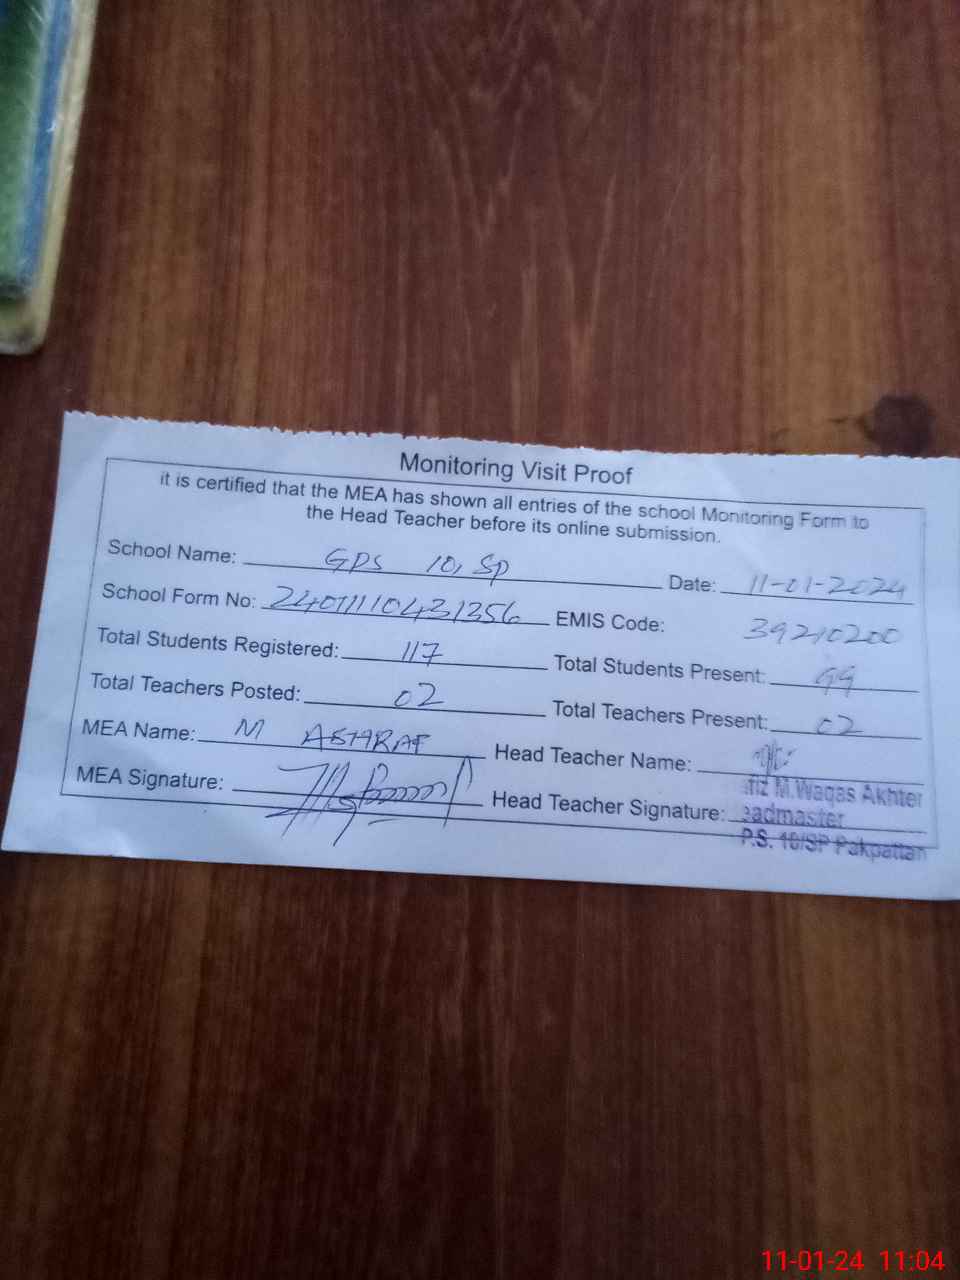 Monitoring Visit Proof
it is certified that the MEA has shown all entries of the school Monitoring Form to
the Head Teacher before its online submission.
School Name: GPS 10, SP Date: 11-01-2024
School Form No: 24011110431356 EMIS Code: 39210200
Total Students Registered: 117 Total Students Present: 99
Total Teachers Posted: 02 Total Teachers Present: 02
MEA Name: M ASHRAF Head Teacher Name:
MEA Signature: Head Teacher Signature:
M.Waqas Akhter
eadmaster
P.S. 10/SP Pakpattan
11-01-24 11:04